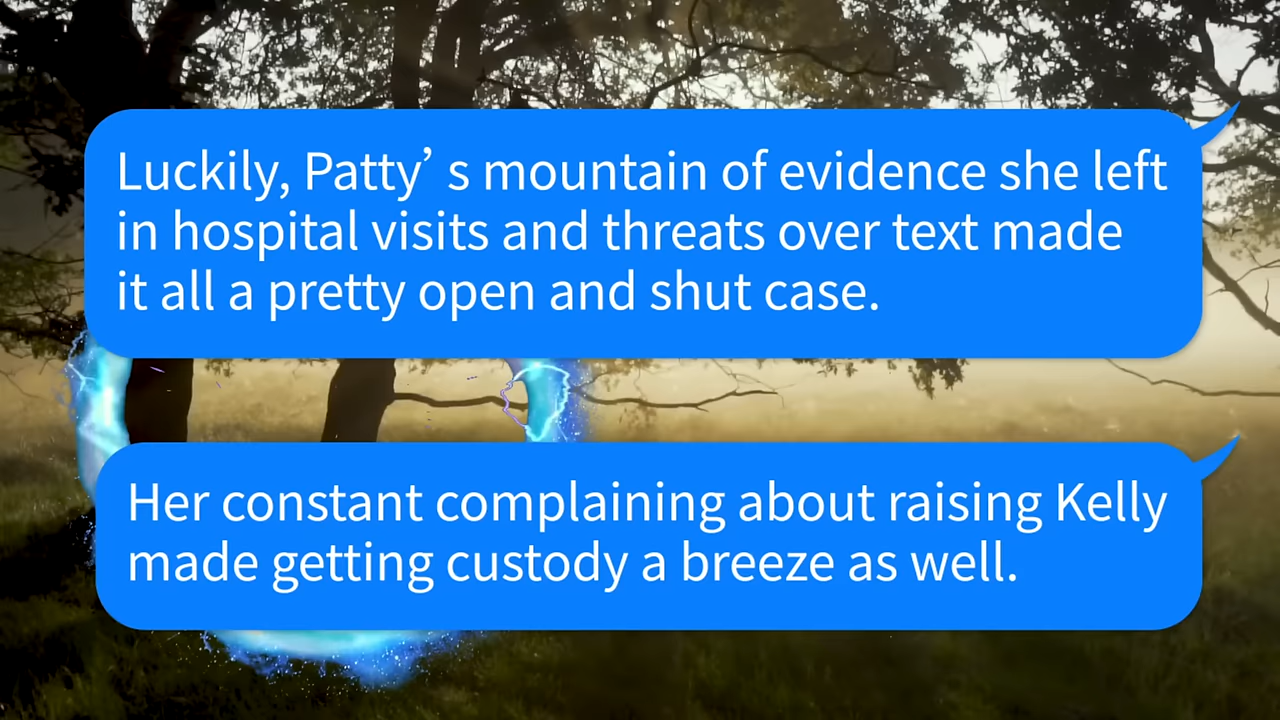 Luckily, Patty’s mountain of evidence she left
in hospital visits and threats over text made
it all a pretty open and shut case.
Her constant complaining about raising Kelly
made getting custody a breeze as well.